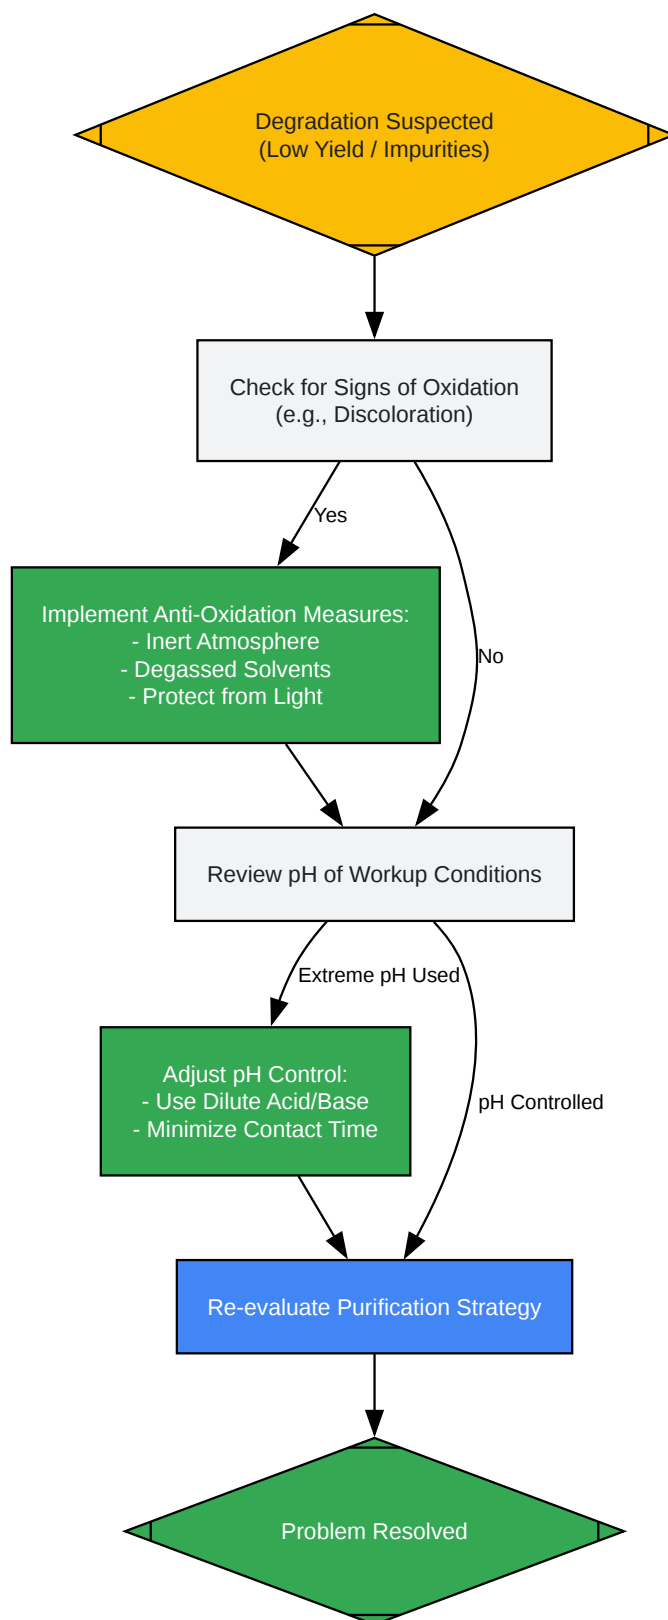 Degradation Suspected
(Low Yield / Impurities)
Check for Signs of Oxidation
(e.g., Discoloration)
Yes
Implement Anti-Oxidation Measures:
- Inert Atmosphere
- Degassed Solvents
- Protect from Light
No
Review pH of Workup Conditions
Extreme pH Used
Adjust pH Control:
- Use Dilute Acid/Base
- Minimize Contact Time
pH Controlled
Re-evaluate Purification Strategy
Problem Resolved